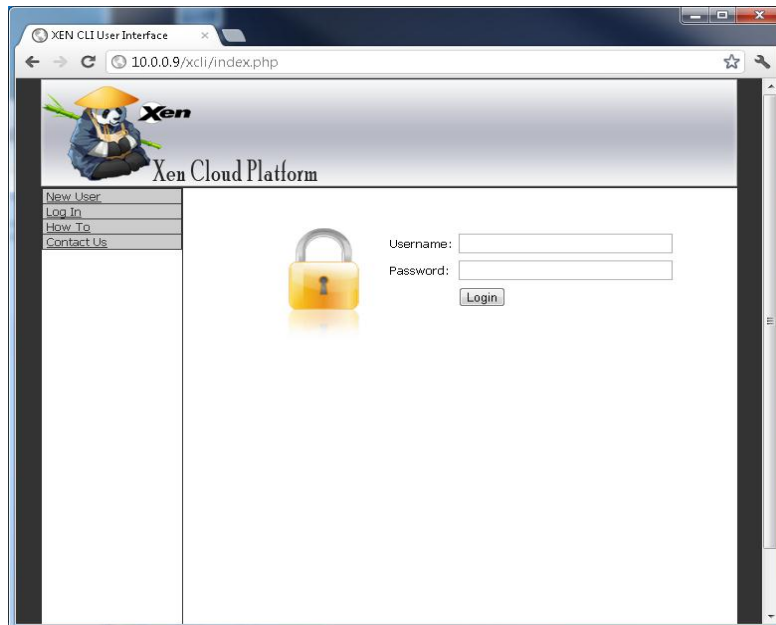 XEN CLI User Interface
10.0.0.9/xcli/index.php
Xen
Xen Cloud Platform
New User
Log In
How To
Contact Us
Username:
Password:
Login